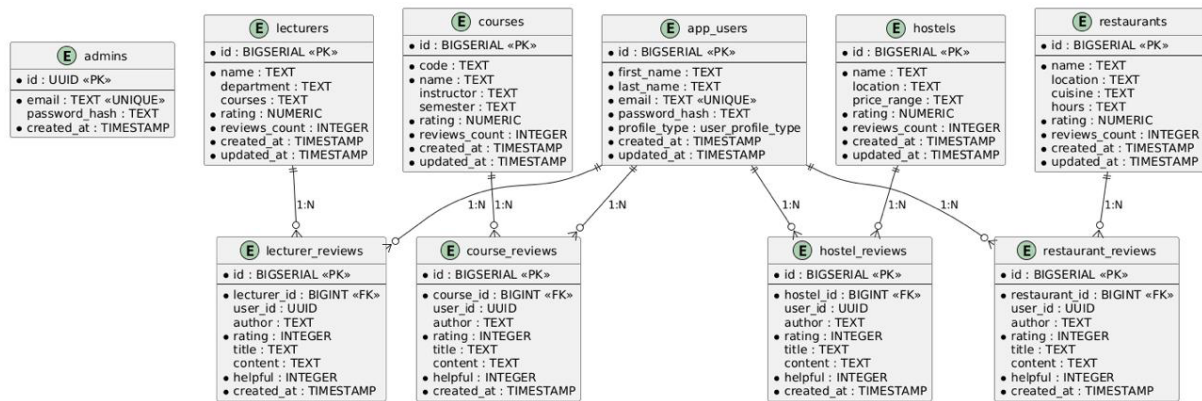 E admins
id : UUID «PK»
email : TEXT «UNIQUE»
password_hash : TEXT
created_at : TIMESTAMP
E lecturers
id : BIGSERIAL «PK»
name : TEXT
department : TEXT
courses : TEXT
rating : NUMERIC
reviews_count : INTEGER
created_at : TIMESTAMP
updated_at : TIMESTAMP
E courses
id : BIGSERIAL «PK»
code : TEXT
name : TEXT
instructor : TEXT
semester : TEXT
rating : NUMERIC
reviews_count : INTEGER
created_at : TIMESTAMP
updated_at : TIMESTAMP
E app_users
id : BIGSERIAL «PK»
first_name : TEXT
last_name : TEXT
email : TEXT «UNIQUE»
password_hash : TEXT
profile_type : user_profile_type
created_at : TIMESTAMP
updated_at : TIMESTAMP
E hostels
id : BIGSERIAL «PK»
name : TEXT
location : TEXT
price_range : TEXT
rating : NUMERIC
reviews_count : INTEGER
created_at : TIMESTAMP
updated_at : TIMESTAMP
E restaurants
id : BIGSERIAL «PK»
name : TEXT
location : TEXT
cuisine : TEXT
hours : TEXT
rating : NUMERIC
reviews_count : INTEGER
created_at : TIMESTAMP
updated_at : TIMESTAMP
1:N
1:N
1:N
1:N
1:N
1:N
1:N
1:N
E lecturer_reviews
id : BIGSERIAL «PK»
lecturer_id : BIGINT «FK»
user_id : UUID
author : TEXT
rating : INTEGER
title : TEXT
content : TEXT
helpful : INTEGER
created_at : TIMESTAMP
E course_reviews
id : BIGSERIAL «PK»
course_id : BIGINT «FK»
user_id : UUID
author : TEXT
rating : INTEGER
title : TEXT
content : TEXT
helpful : INTEGER
created_at : TIMESTAMP
E hostel_reviews
id : BIGSERIAL «PK»
hostel_id : BIGINT «FK»
user_id : UUID
author : TEXT
rating : INTEGER
title : TEXT
content : TEXT
helpful : INTEGER
created_at : TIMESTAMP
E restaurant_reviews
id : BIGSERIAL «PK»
restaurant_id : BIGINT «FK»
user_id : UUID
author : TEXT
rating : INTEGER
title : TEXT
content : TEXT
helpful : INTEGER
created_at : TIMESTAMP